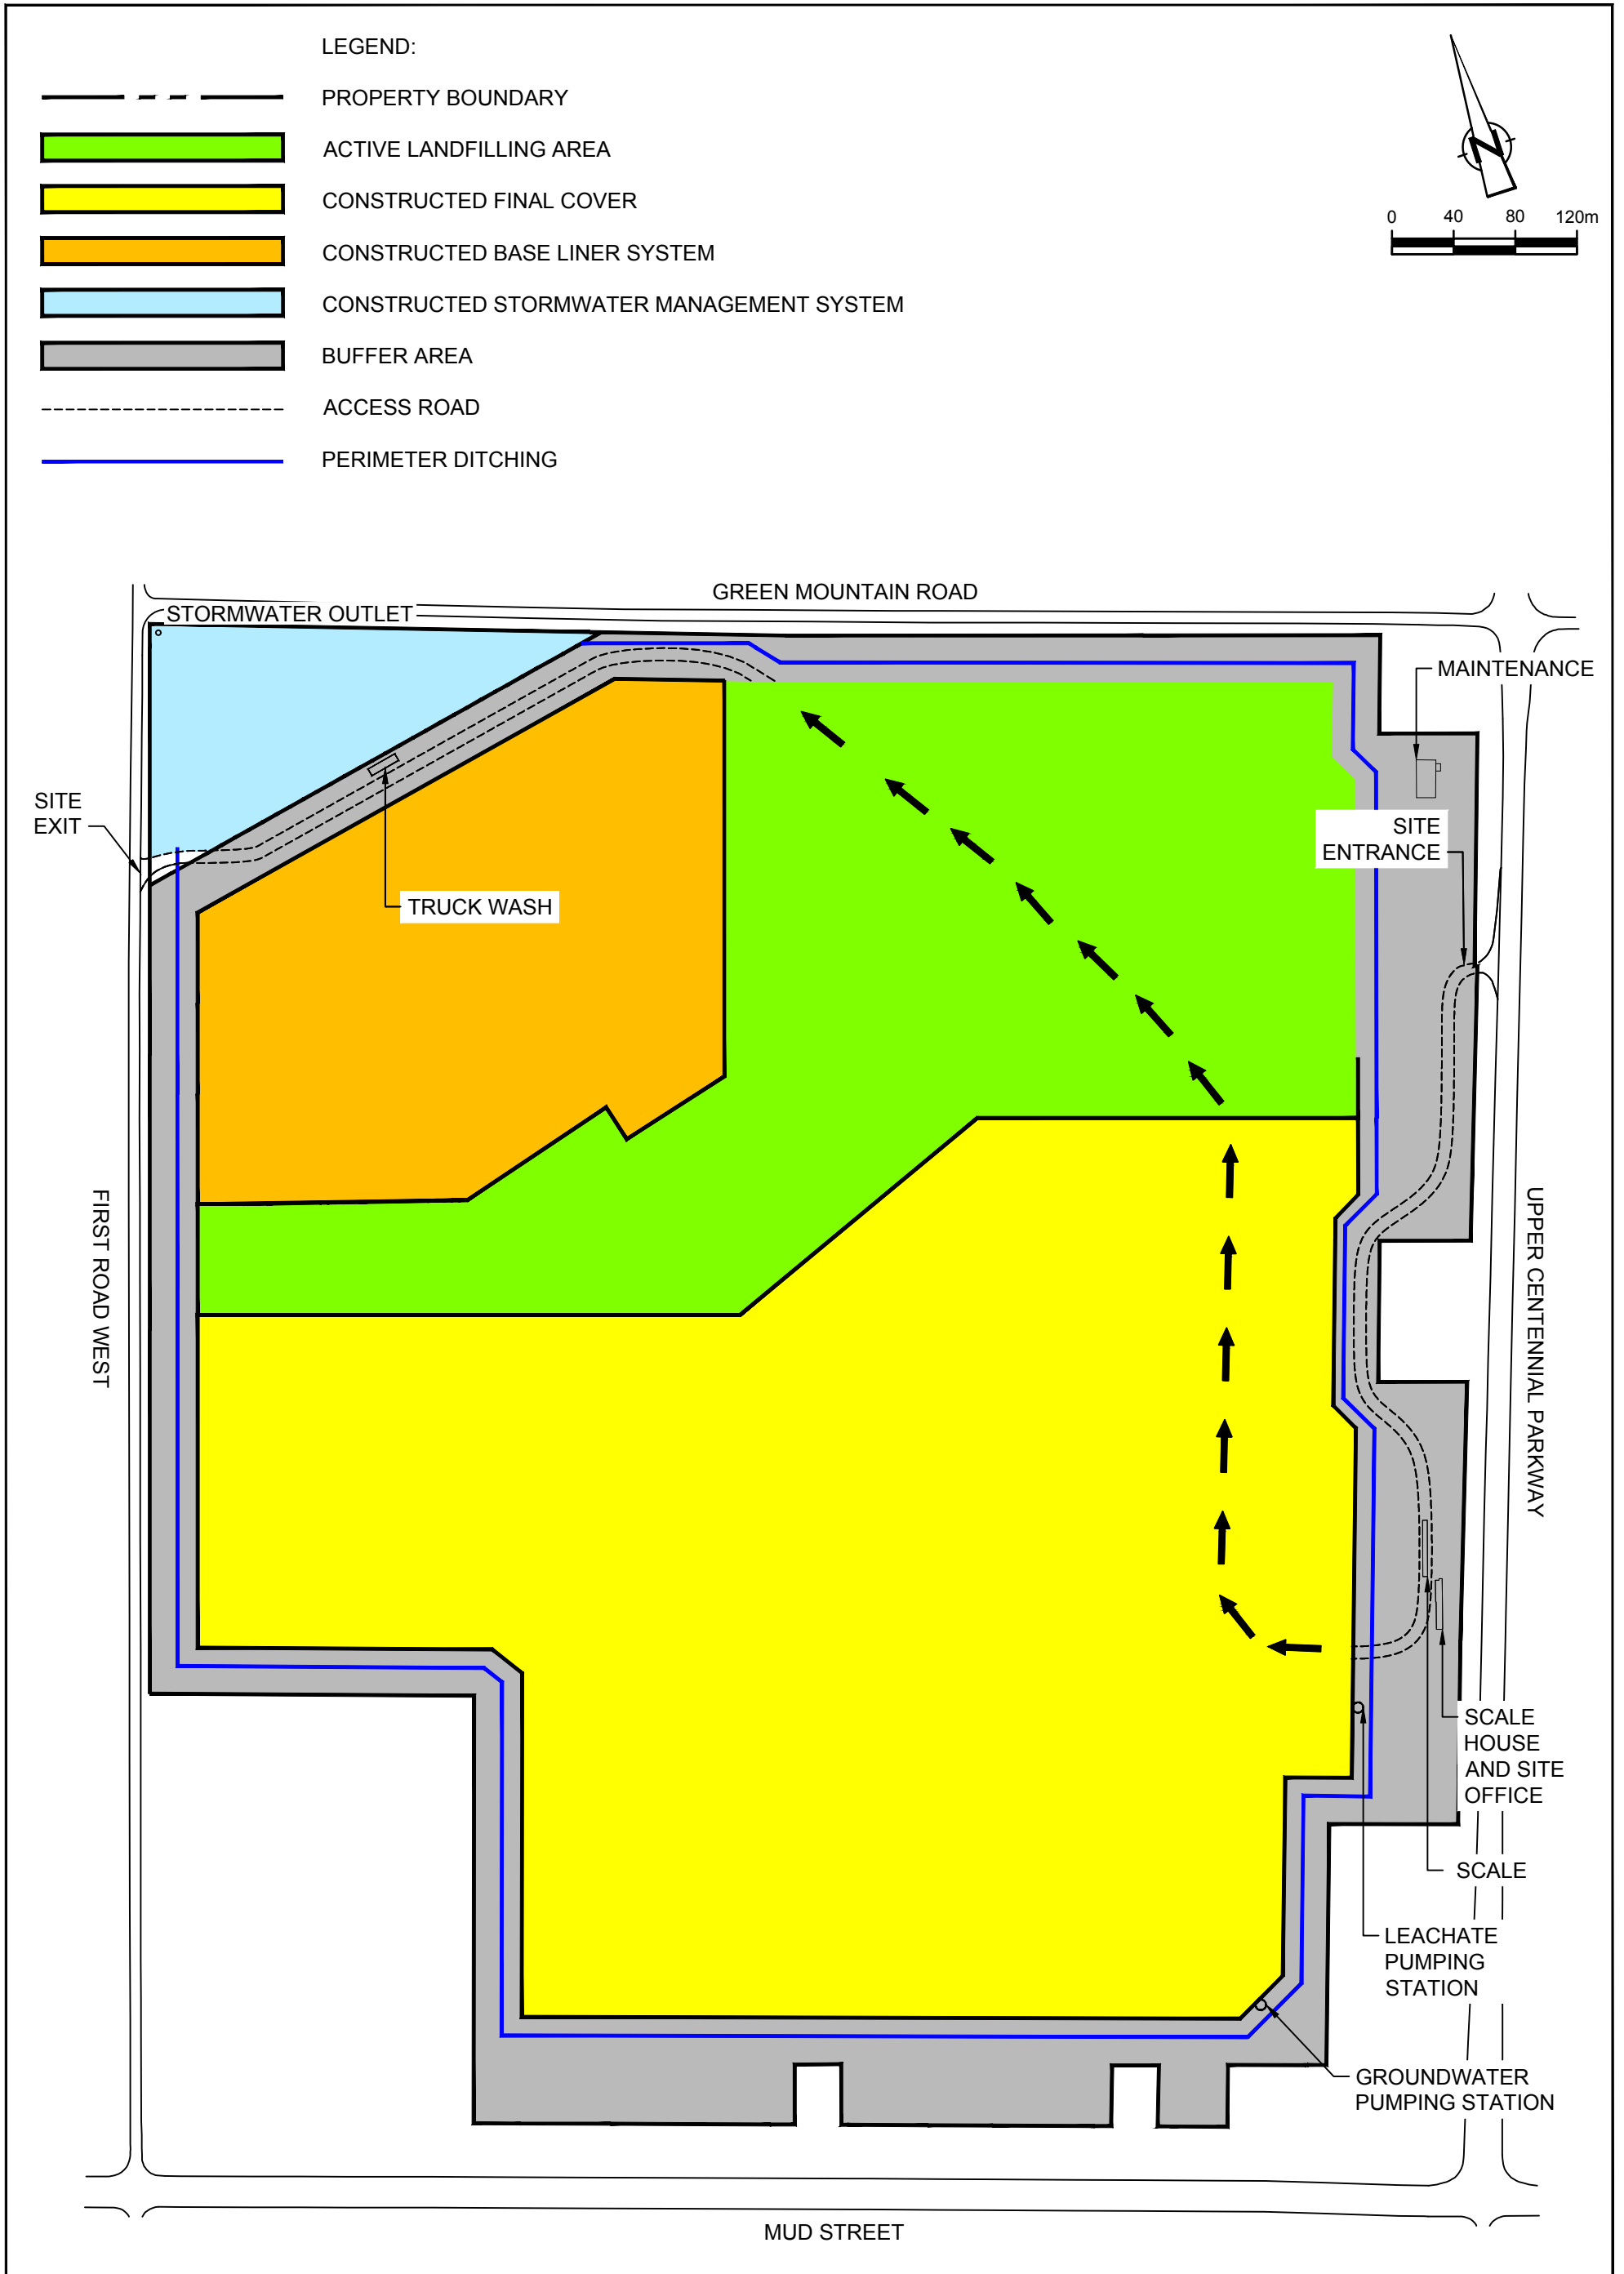 LEGEND:
PROPERTY BOUNDARY
ACTIVE LANDFILLING AREA
CONSTRUCTED FINAL COVER
CONSTRUCTED BASE LINER SYSTEM
CONSTRUCTED STORMWATER MANAGEMENT SYSTEM
BUFFER AREA
ACCESS ROAD
PERIMETER DITCHING
N
0 40 80 120m
GREEN MOUNTAIN ROAD
STORMWATER OUTLET
MAINTENANCE
SITE
EXIT
SITE
ENTRANCE
TRUCK WASH
FIRST ROAD WEST
UPPER CENTENNIAL PARKWAY
SCALE
HOUSE
AND SITE
OFFICE
SCALE
LEACHATE
PUMPING
STATION
GROUNDWATER
PUMPING STATION
MUD STREET